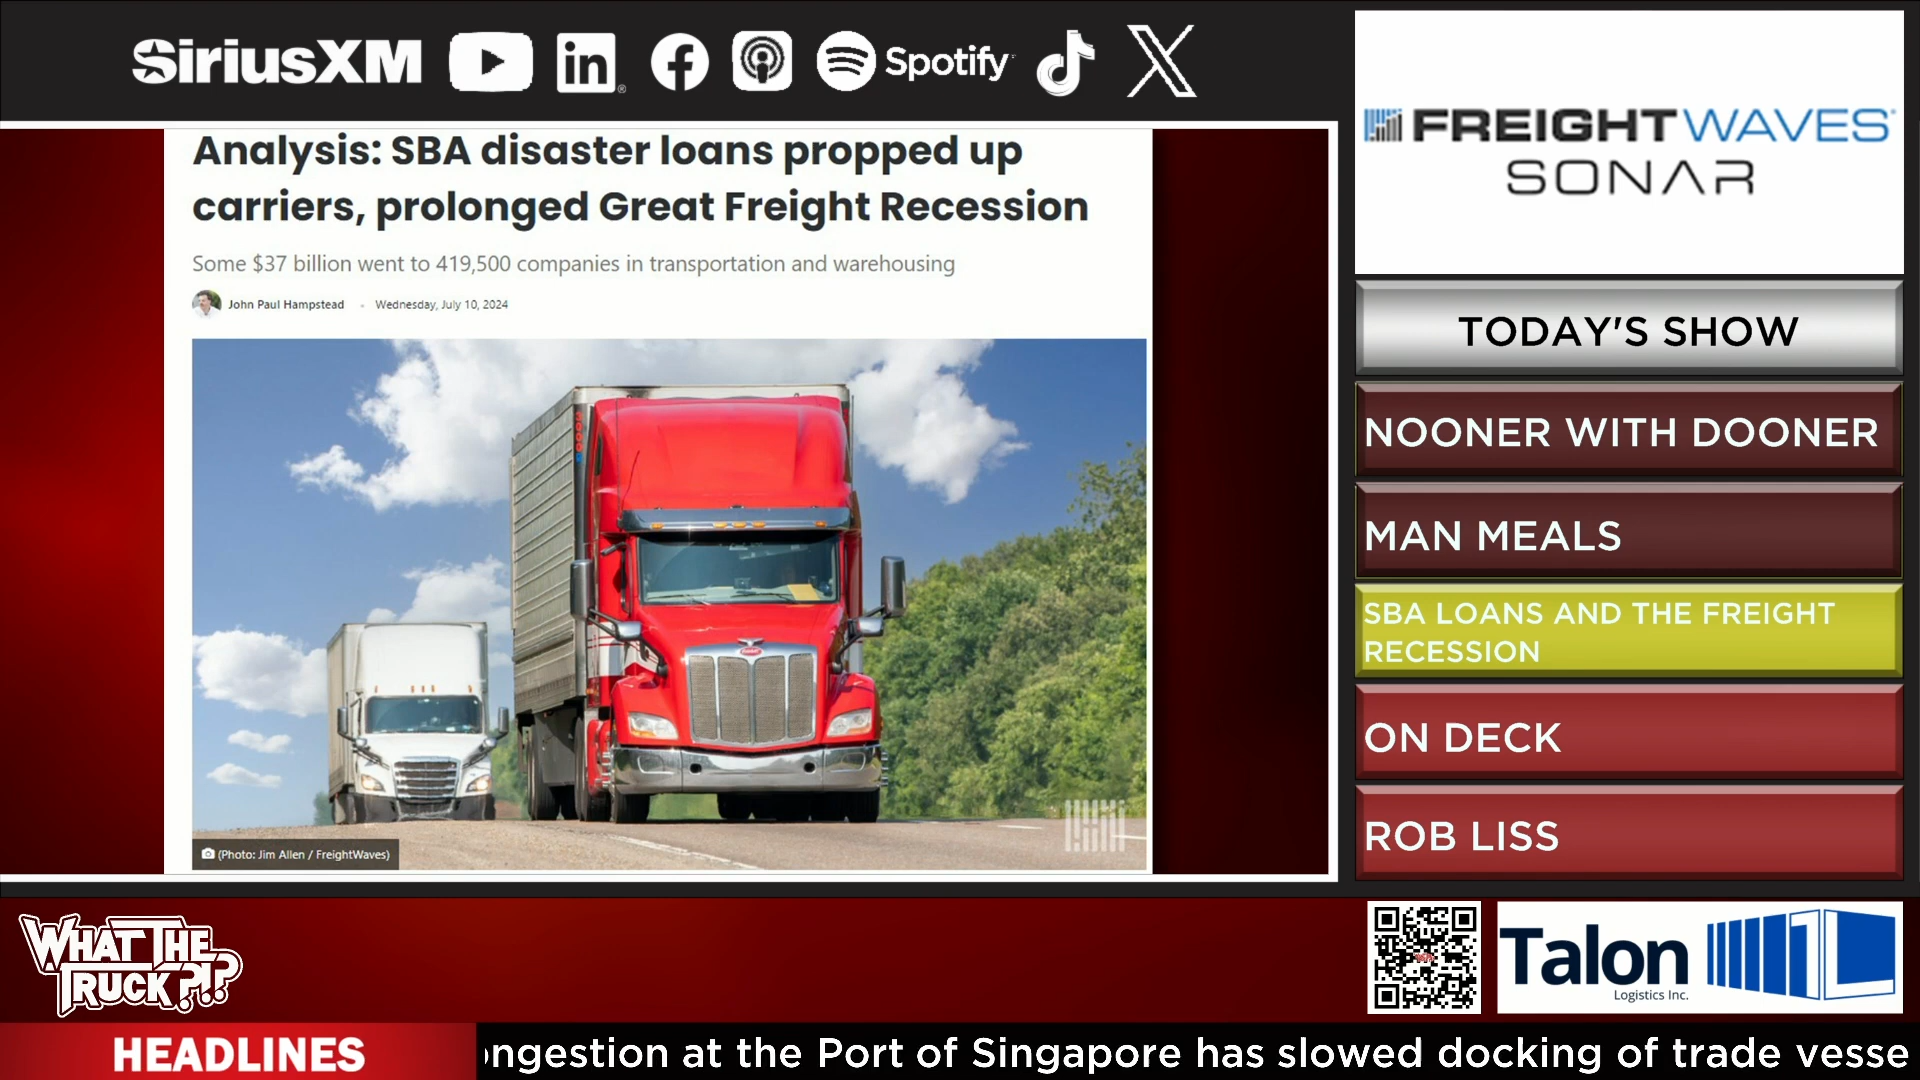 SiriusXM
in
Spotify
FREIGHTWAVES
SONAR
Analysis: SBA disaster loans propped up
carriers, prolonged Great Freight Recession
Some $37 billion went to 419,500 companies in transportation and warehousing
John Paul Hampstead - Wednesday, July 10, 2024
(Photo: Jim Allen / FreightWaves)
TODAY'S SHOW
NOONER WITH DOONER
MAN MEALS
SBA LOANS AND THE FREIGHT
RECESSION
ON DECK
ROB LISS
WHAT THE
TRUCK?!?
Talon
Logistics Inc.
HEADLINES
ngestion at the Port of Singapore has slowed docking of trade vesse